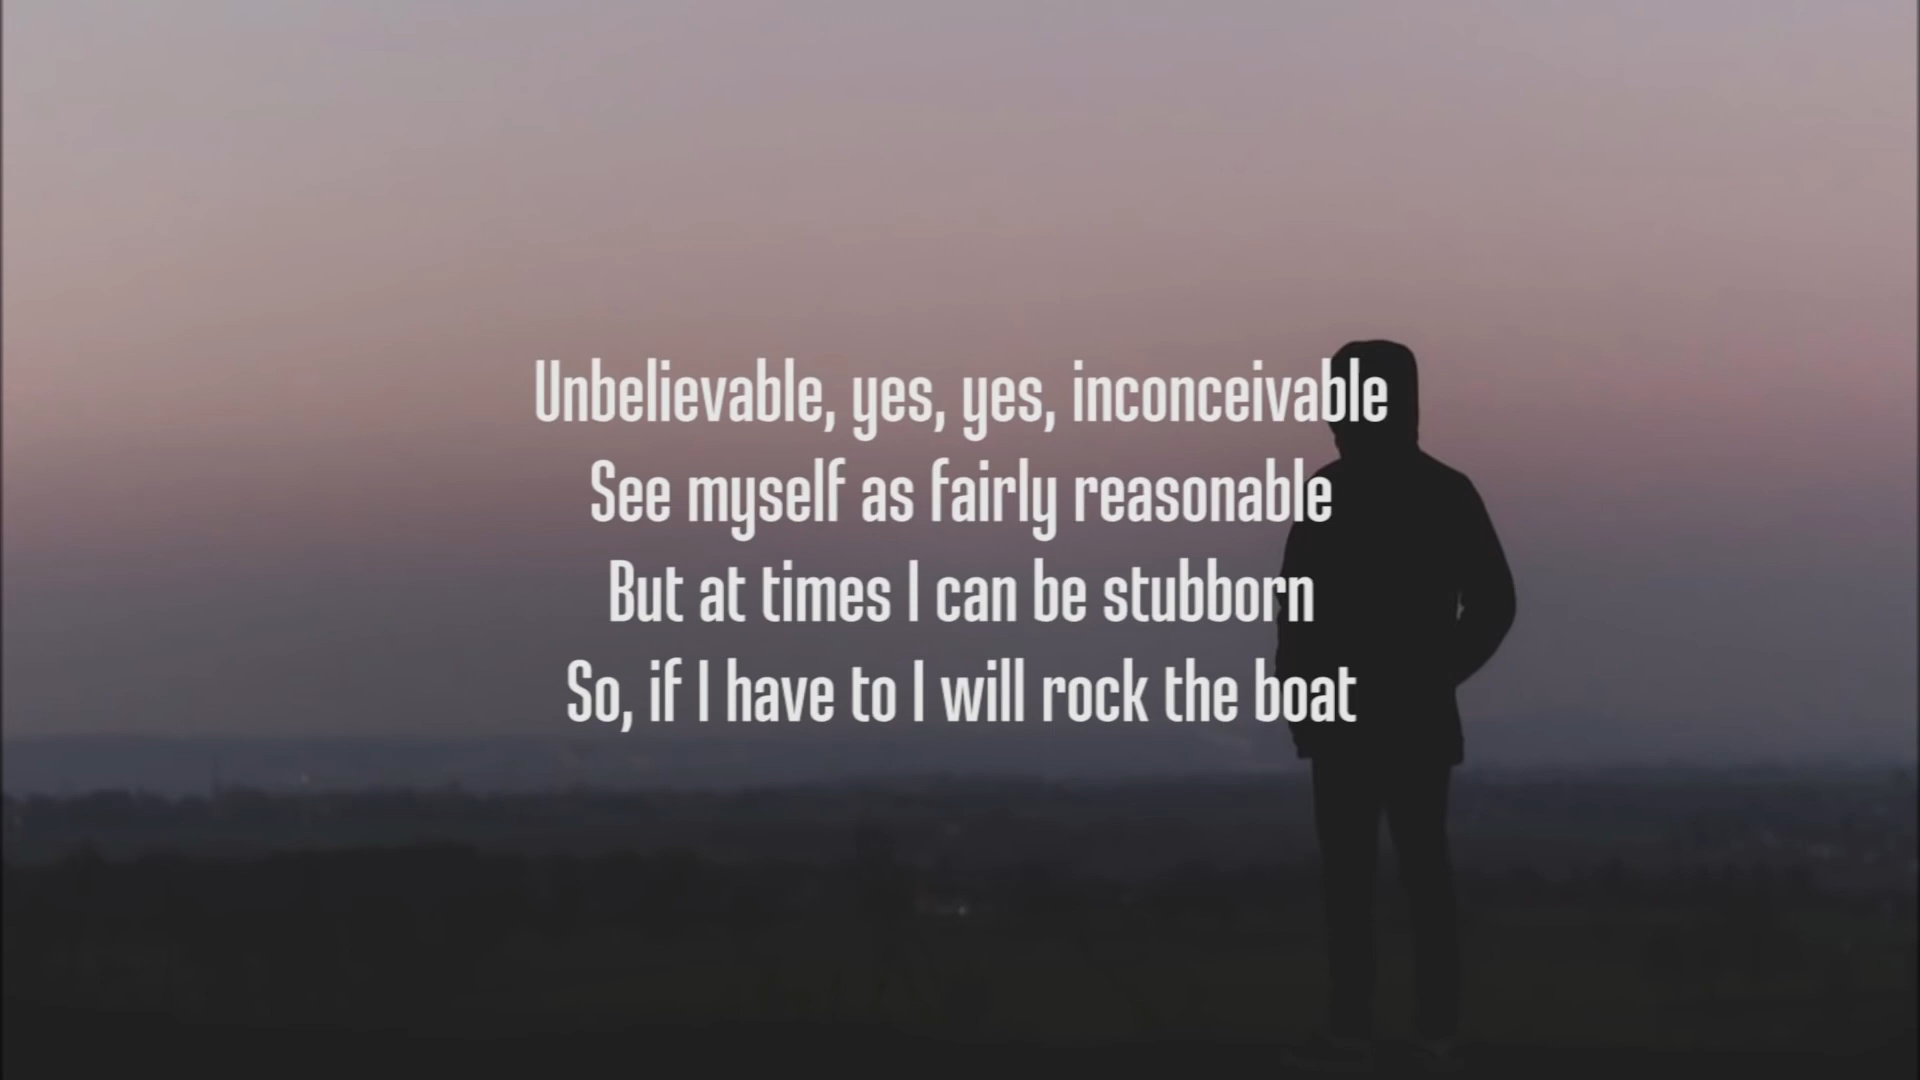 Unbelievable, yes, yes, inconceivable
See myself as fairly reasonable
But at times I can be stubborn
So, if I have to I will rock the boat